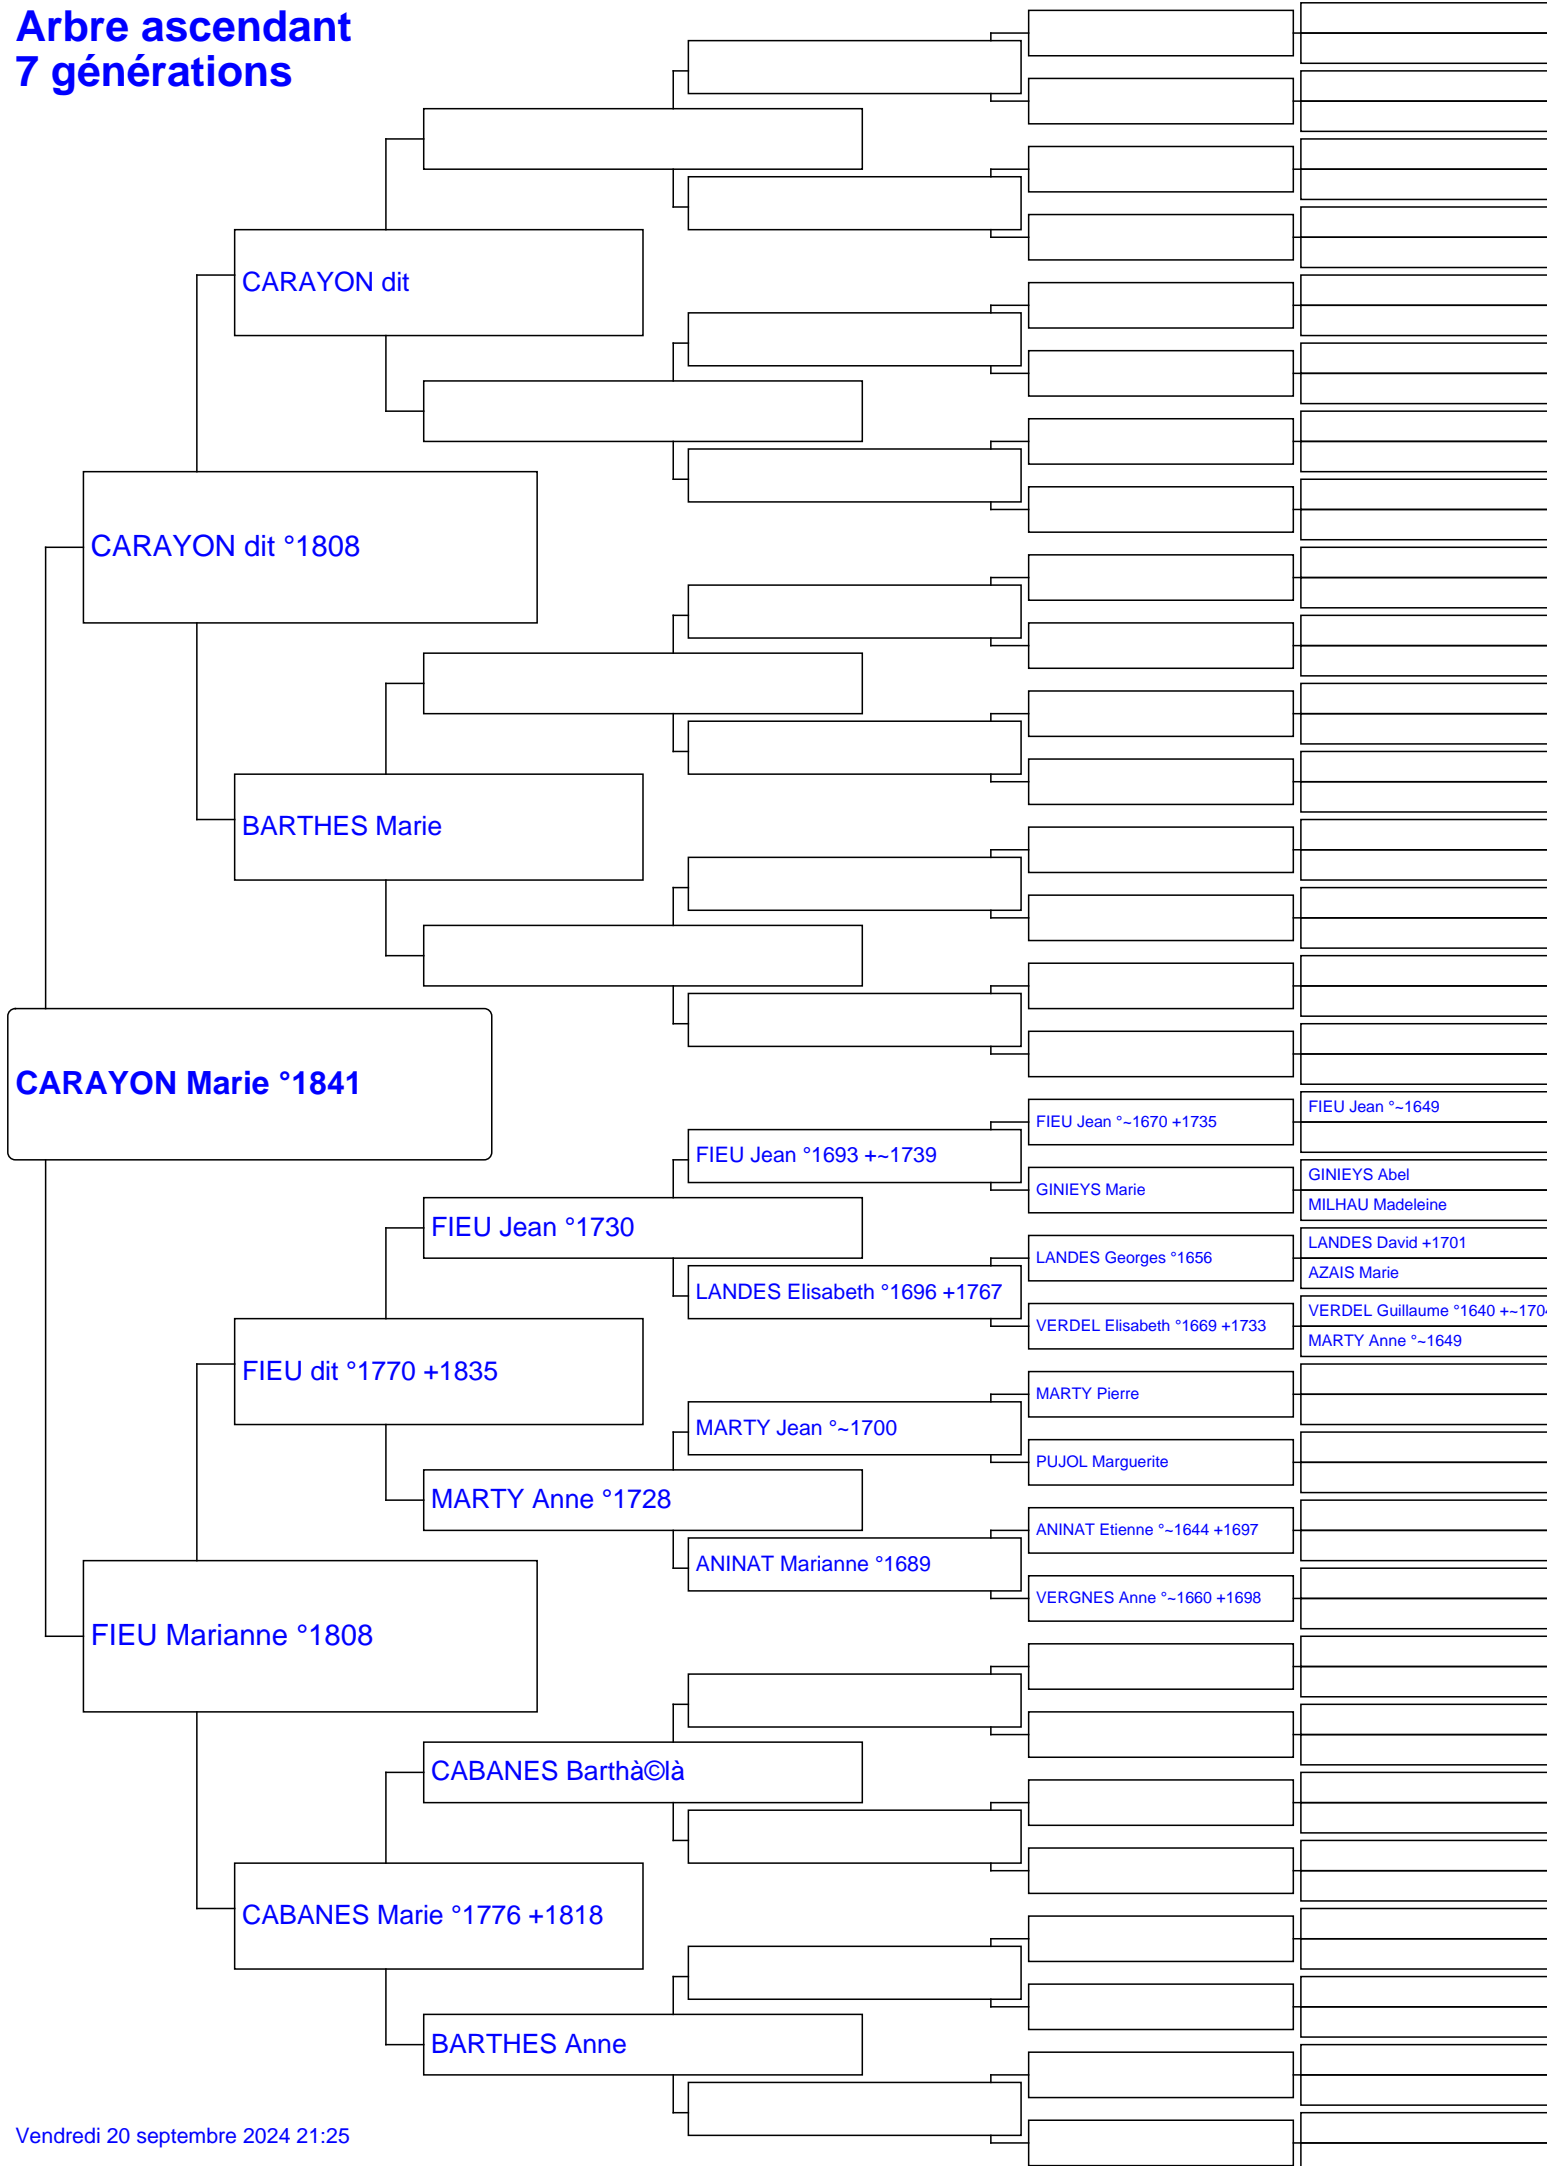 Arbre ascendant
7 générations
CARAYON dit
CARAYON dit °1808
BARTHES Marie
CARAYON Marie °1841
FIEU Jean °~1670 +1735
FIEU Jean °~1649
FIEU Jean °1693 +~1739
GINIEYS Marie
GINIEYS Abel
MILHAU Madeleine
FIEU Jean °1730
LANDES Georges °1656
LANDES David +1701
AZAIS Marie
LANDES Elisabeth °1696 +1767
VERDEL Elisabeth °1669 +1733
VERDEL Guillaume °1640 +~1704
MARTY Anne °~1649
FIEU dit °1770 +1835
MARTY Pierre
MARTY Jean °~1700
PUJOL Marguerite
MARTY Anne °1728
ANINAT Etienne °~1644 +1697
ANINAT Marianne °1689
VERGNES Anne °~1660 +1698
FIEU Marianne °1808
CABANES Barthà©là
CABANES Marie °1776 +1818
BARTHES Anne
Vendredi 20 septembre 2024 21:25